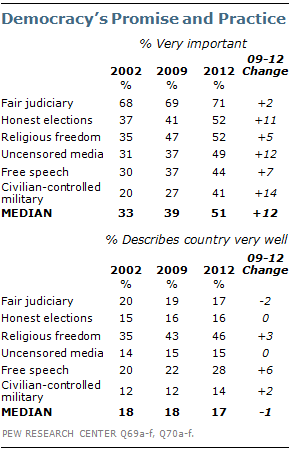 Democracy's Promise and Practice
% Very important
2002 2009 2012 09-12 Change
% % %
Fair judiciary 68 69 71 +2
Honest elections 37 41 52 +11
Religious freedom 35 47 52 +5
Uncensored media 31 37 49 +12
Free speech 30 37 44 +7
Civilian-controlled military 20 27 41 +14
MEDIAN 33 39 51 +12
% Describes country very well
2002 2009 2012 09-12 Change
% % %
Fair judiciary 20 19 17 -2
Honest elections 15 16 16 0
Religious freedom 35 43 46 +3
Uncensored media 14 15 15 0
Free speech 20 22 28 +6
Civilian-controlled military 12 12 14 +2
MEDIAN 18 18 17 -1
PEW RESEARCH CENTER Q69a-f, Q70a-f.